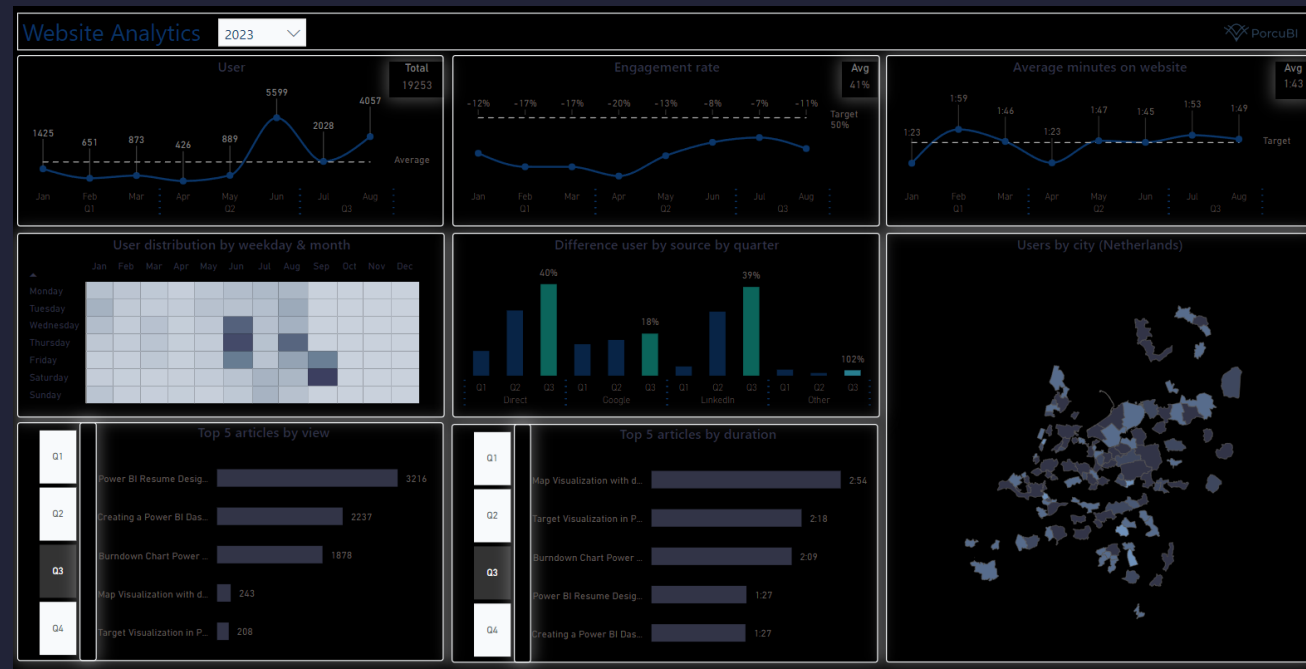 Website Analytics
2023
PorcuBI
User
Total
19253
1425
651
873
426
889
5599
2028
4057
Average
Jan
Feb
Mar
Apr
May
Jun
Jul
Aug
Q1
Q2
Q3
Engagement rate
Avg
41%
-12%
-17%
-17%
-20%
-13%
-8%
-7%
-11%
Target
50%
Jan
Feb
Mar
Apr
May
Jun
Jul
Aug
Q1
Q2
Q3
Average minutes on website
Avg
1:43
1:23
1:59
1:46
1:23
1:47
1:45
1:53
1:49
Target
Jan
Feb
Mar
Apr
May
Jun
Jul
Aug
Q1
Q2
Q3
User distribution by weekday & month
Jan Feb Mar Apr May Jun Jul Aug Sep Oct Nov Dec
Monday
Tuesday
Wednesday
Thursday
Friday
Saturday
Sunday
Difference user by source by quarter
40%
18%
39%
102%
Q1 Q2 Q3 Q1 Q2 Q3 Q1 Q2 Q3 Q1 Q2 Q3
Direct
Google
LinkedIn
Other
Users by city (Netherlands)
Top 5 articles by view
Q1
Q2
Q3
Q4
Power BI Resume Desig... 3216
Creating a Power BI Das... 2237
Burndown Chart Power ... 1878
Map Visualization with d... 243
Target Visualization in P... 208
Top 5 articles by duration
Q1
Q2
Q3
Q4
Map Visualization with d... 2:54
Target Visualization in P... 2:18
Burndown Chart Power ... 2:09
Power BI Resume Desig... 1:27
Creating a Power BI Das... 1:27